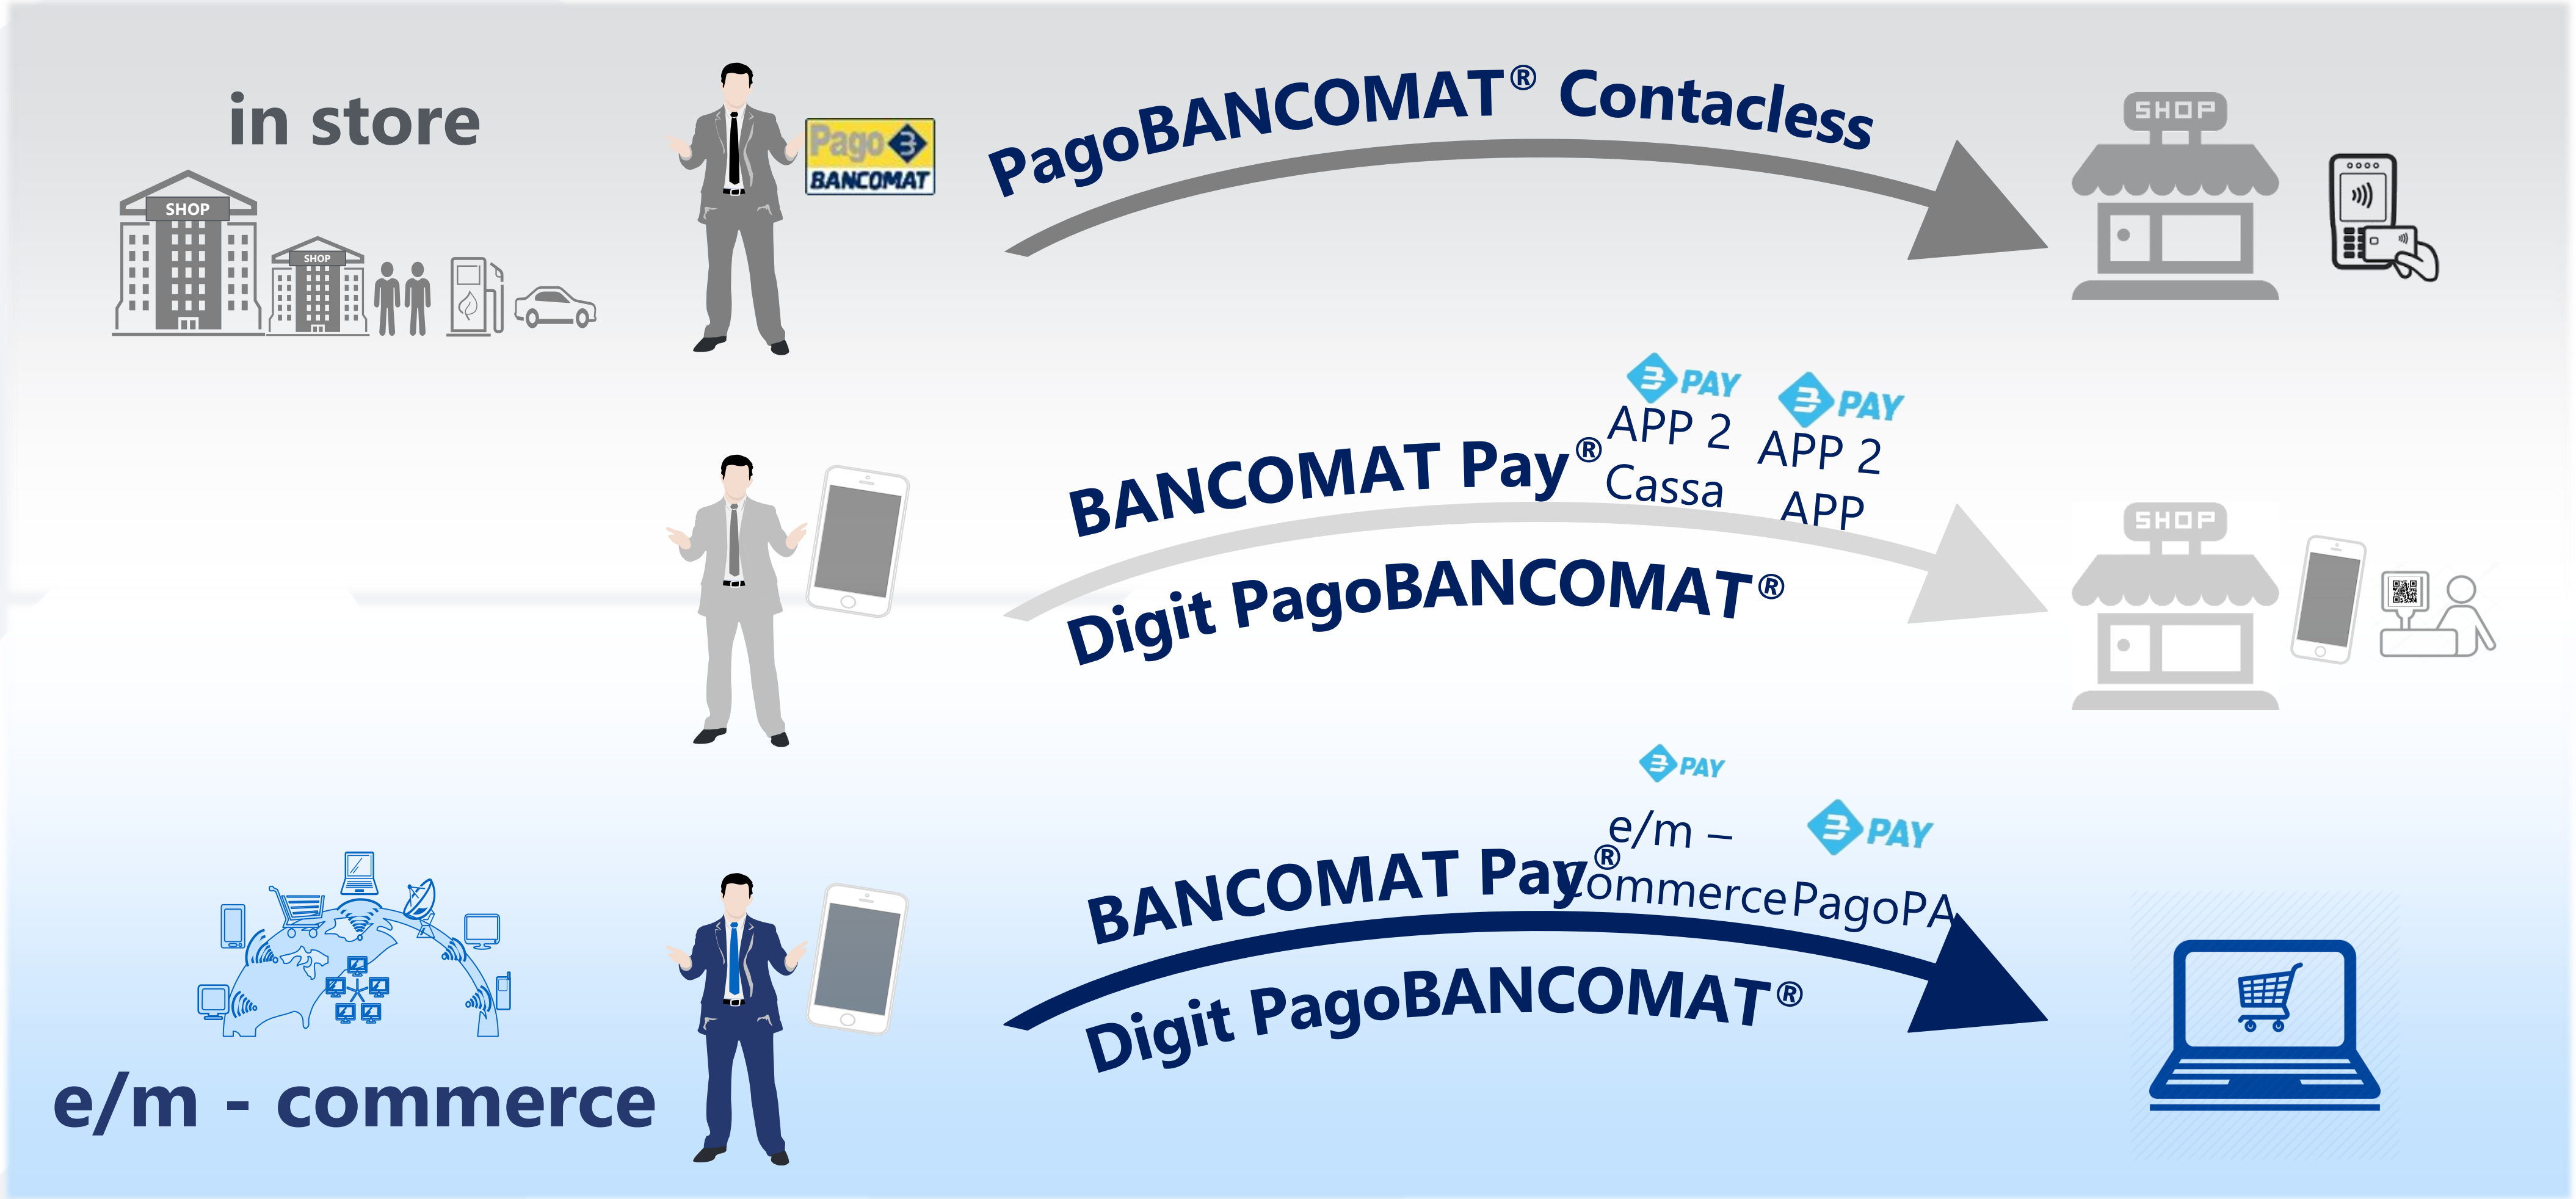 in store
SHOP
SHOP
Pago
BANCOMAT
PagoBANCOMAT® Contacless
SHOP
PAY
APP 2
Cassa
PAY
APP 2
APP
BANCOMAT Pay®
Digit PagoBANCOMAT®
SHOP
PAY
e/m –
Commerce
PAY
PagoPA
BANCOMAT Pay®
Digit PagoBANCOMAT®
e/m - commerce